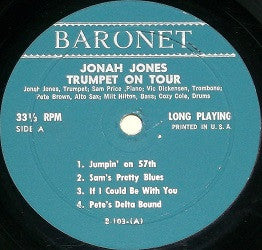 BARONET
JONAH JONES
TRUMPET ON TOUR
Jonah Jones, Trumpet; Sam Price, Piano; Vic Dickensen, Trombone;
Pete Brown, Alto Sax; Milt Hilton, Bass; Cozy Cole, Drums
33⅓ RPM LONG PLAYING
SIDE A PRINTED IN U.S.A.
1. Jumpin' on 57th
2. Sam's Pretty Blues
3. If I Could Be With You
4. Pete's Delta Bound
B-103-(A)